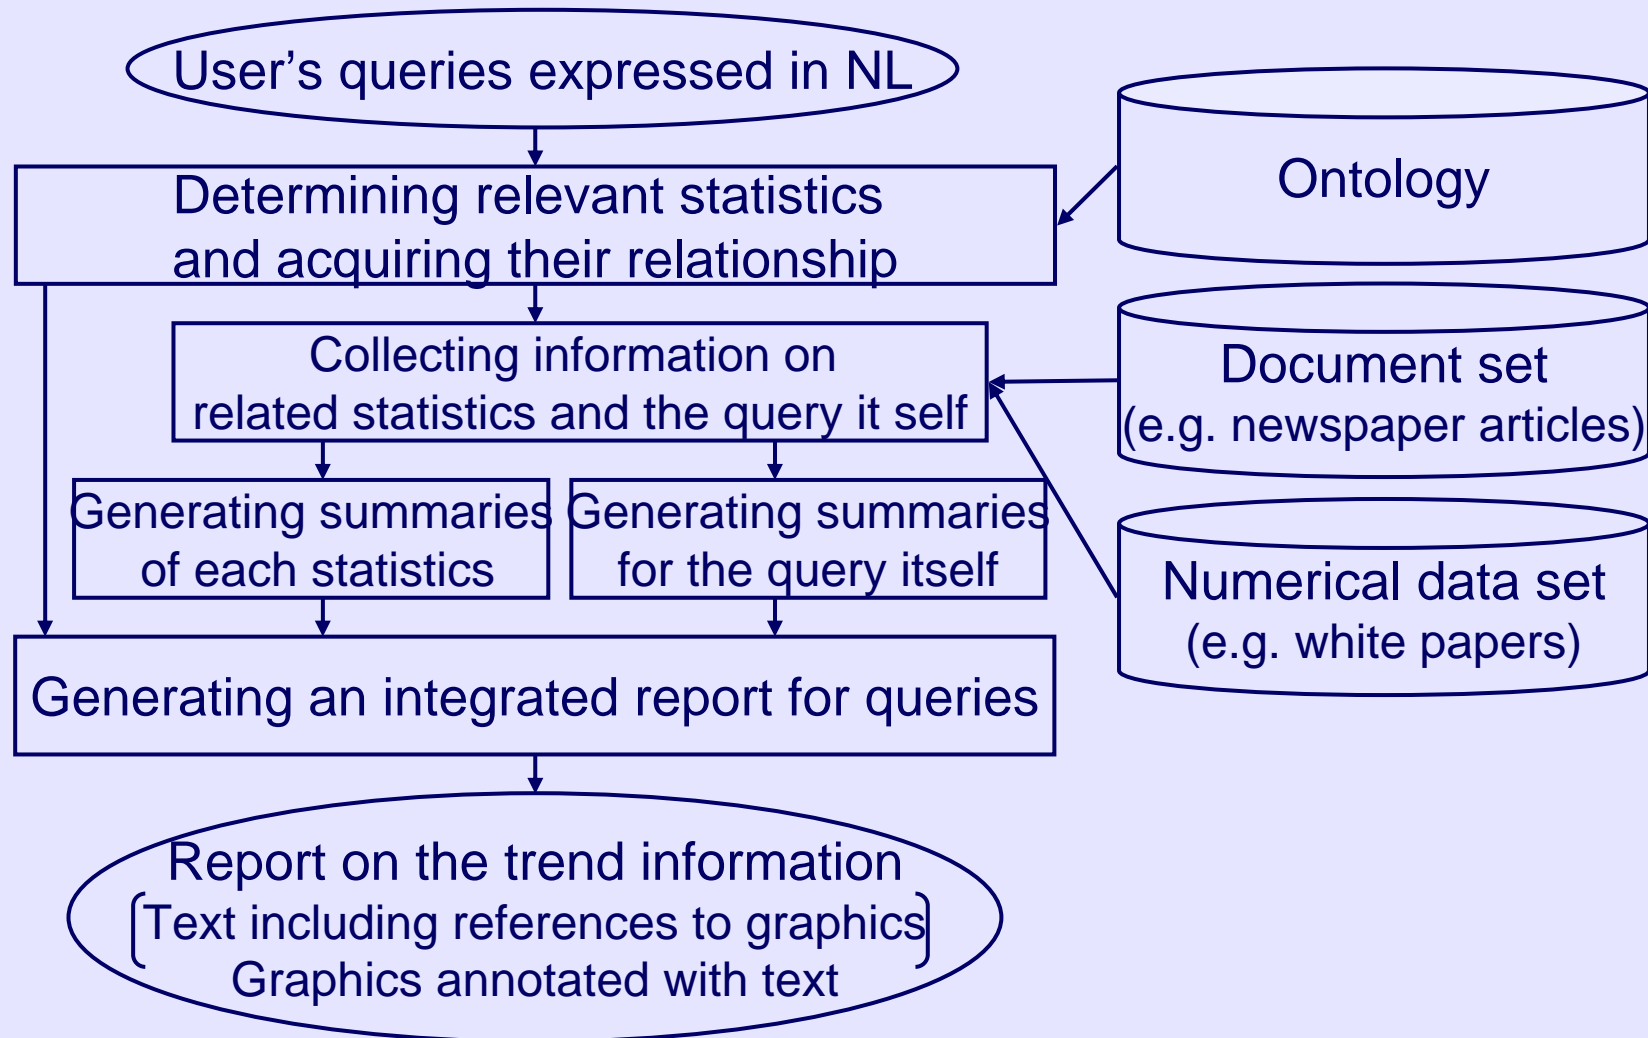 User’s queries expressed in NL
Determining relevant statistics
and acquiring their relationship
Ontology
Collecting information on
related statistics and the query it self
Document set
(e.g. newspaper articles)
Generating summaries
of each statistics
Generating summaries
for the query itself
Numerical data set
(e.g. white papers)
Generating an integrated report for queries
Report on the trend information
Text including references to graphics
Graphics annotated with text